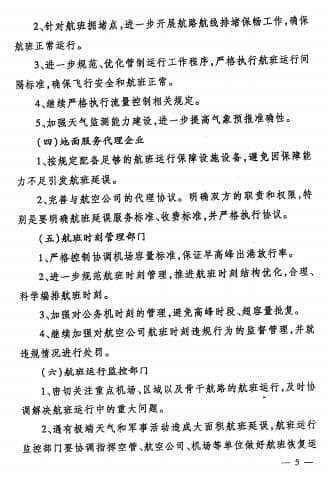 2、针对航班拥堵点,进一步开展航路航线排堵保畅工作,确保
航班正常运行。
3、进一步规范、优化管制运行工作程序,严格执行航班运行间
隔标准,确保飞行安全和航班正常。
4、继续严格执行流量控制相关规定。
5、加强天气监测能力建设,进一步提高气象预报准确性。
(四)地面服务代理企业
1、按规定配备足够的航班运行保障设施设备,避免因保障能
力不足引发航班延误。
2、完善与航空公司的代理协议。明确双方的职责和权限,特
别是要明确航班延误服务标准、收费标准,并严格执行协议。
(五)航班时刻管理部门
1、严格控制协调机场容量标准,保证早高峰出港放行率。
2、进一步规范航班时刻管理,推进航班时刻结构优化,合理、
科学编排航班时刻。
3、加强对公务机时刻的管理,避免高峰时段、超容量批复。
4、继续加强对航空公司航班时刻违规行为的监督管理,并就
违规情况进行处罚。
(六)航班运行监控部门
1、密切关注重点机场、区域以及骨干航路的航班运行,及时协
调解决航班运行中的重大问题。
2、遇有极端天气和军事活动造成大面积航班延误,航班运行
监控部门要协调指挥空管、航空公司、机场等单位做好航班恢复运
— 5 —